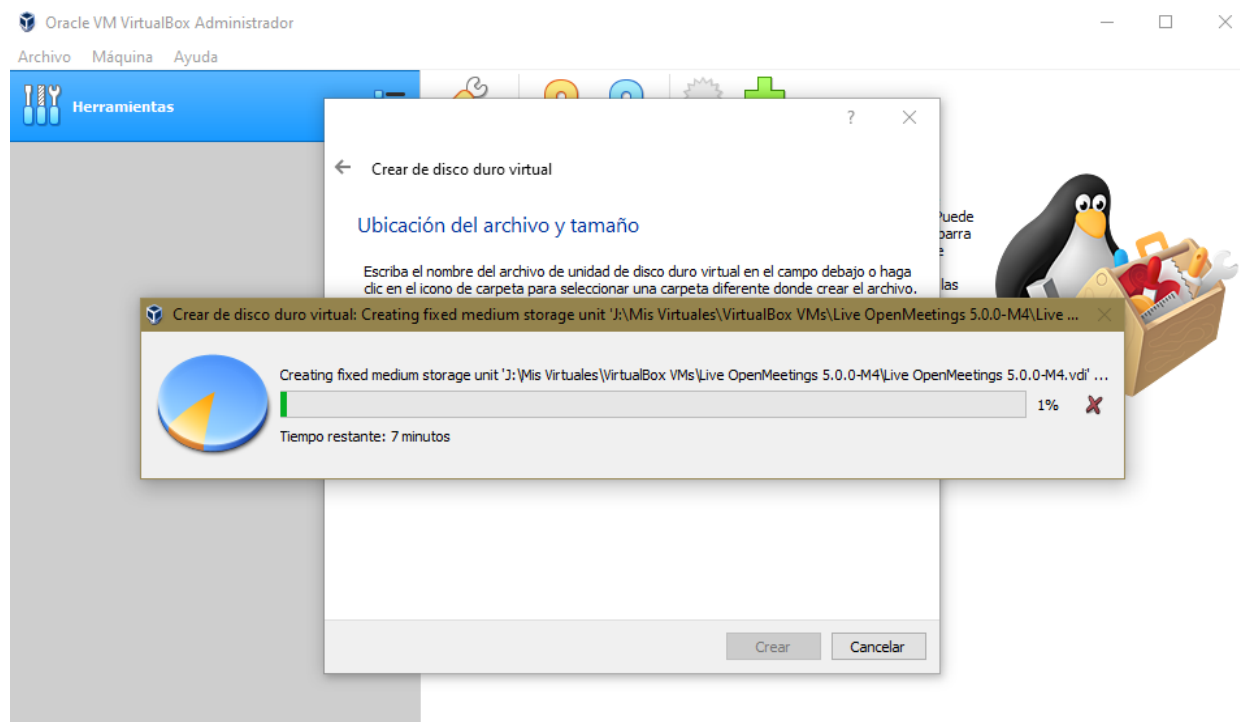 Oracle VM VirtualBox Administrador
Archivo Máquina Ayuda
Herramientas
?
Crear de disco duro virtual
Ubicación del archivo y tamaño
Puede
barra
e
las
Escriba el nombre del archivo de unidad de disco duro virtual en el campo debajo o haga
clic en el icono de carpeta para seleccionar una carpeta diferente donde crear el archivo.
Crear de disco duro virtual: Creating fixed medium storage unit 'J:\Mis Virtuales\VirtualBox VMs\Live OpenMeetings 5.0.0-M4\Live ...
Creating fixed medium storage unit 'J:\Mis Virtuales\VirtualBox VMs\Live OpenMeetings 5.0.0-M4\Live OpenMeetings 5.0.0-M4.vdi' ...
1%
Tiempo restante: 7 minutos
Crear Cancelar